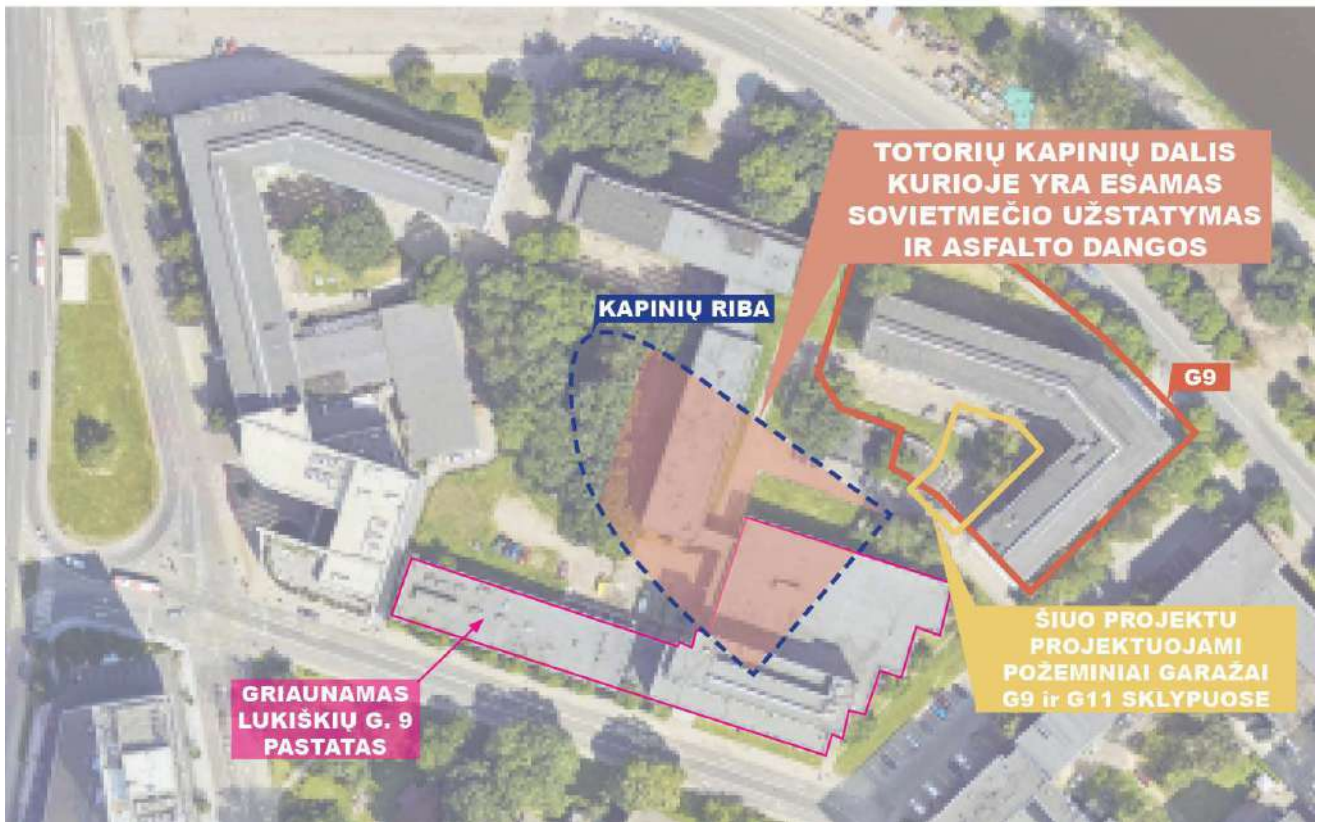 TOTORIŲ KAPINIŲ DALIS
KURIOJE YRA ESAMAS
SOVIETMEČIO UŽSTATYMAS
IR ASFALTO DANGOS
KAPINIŲ RIBA
G9
ŠIUO PROJEKTU
PROJEKTUOJAMI
POŽEMINIAI GARAŽAI
G9 ir G11 SKLYPUOSE
GRIAUNAMAS
LUKIŠKIŲ G. 9
PASTATAS